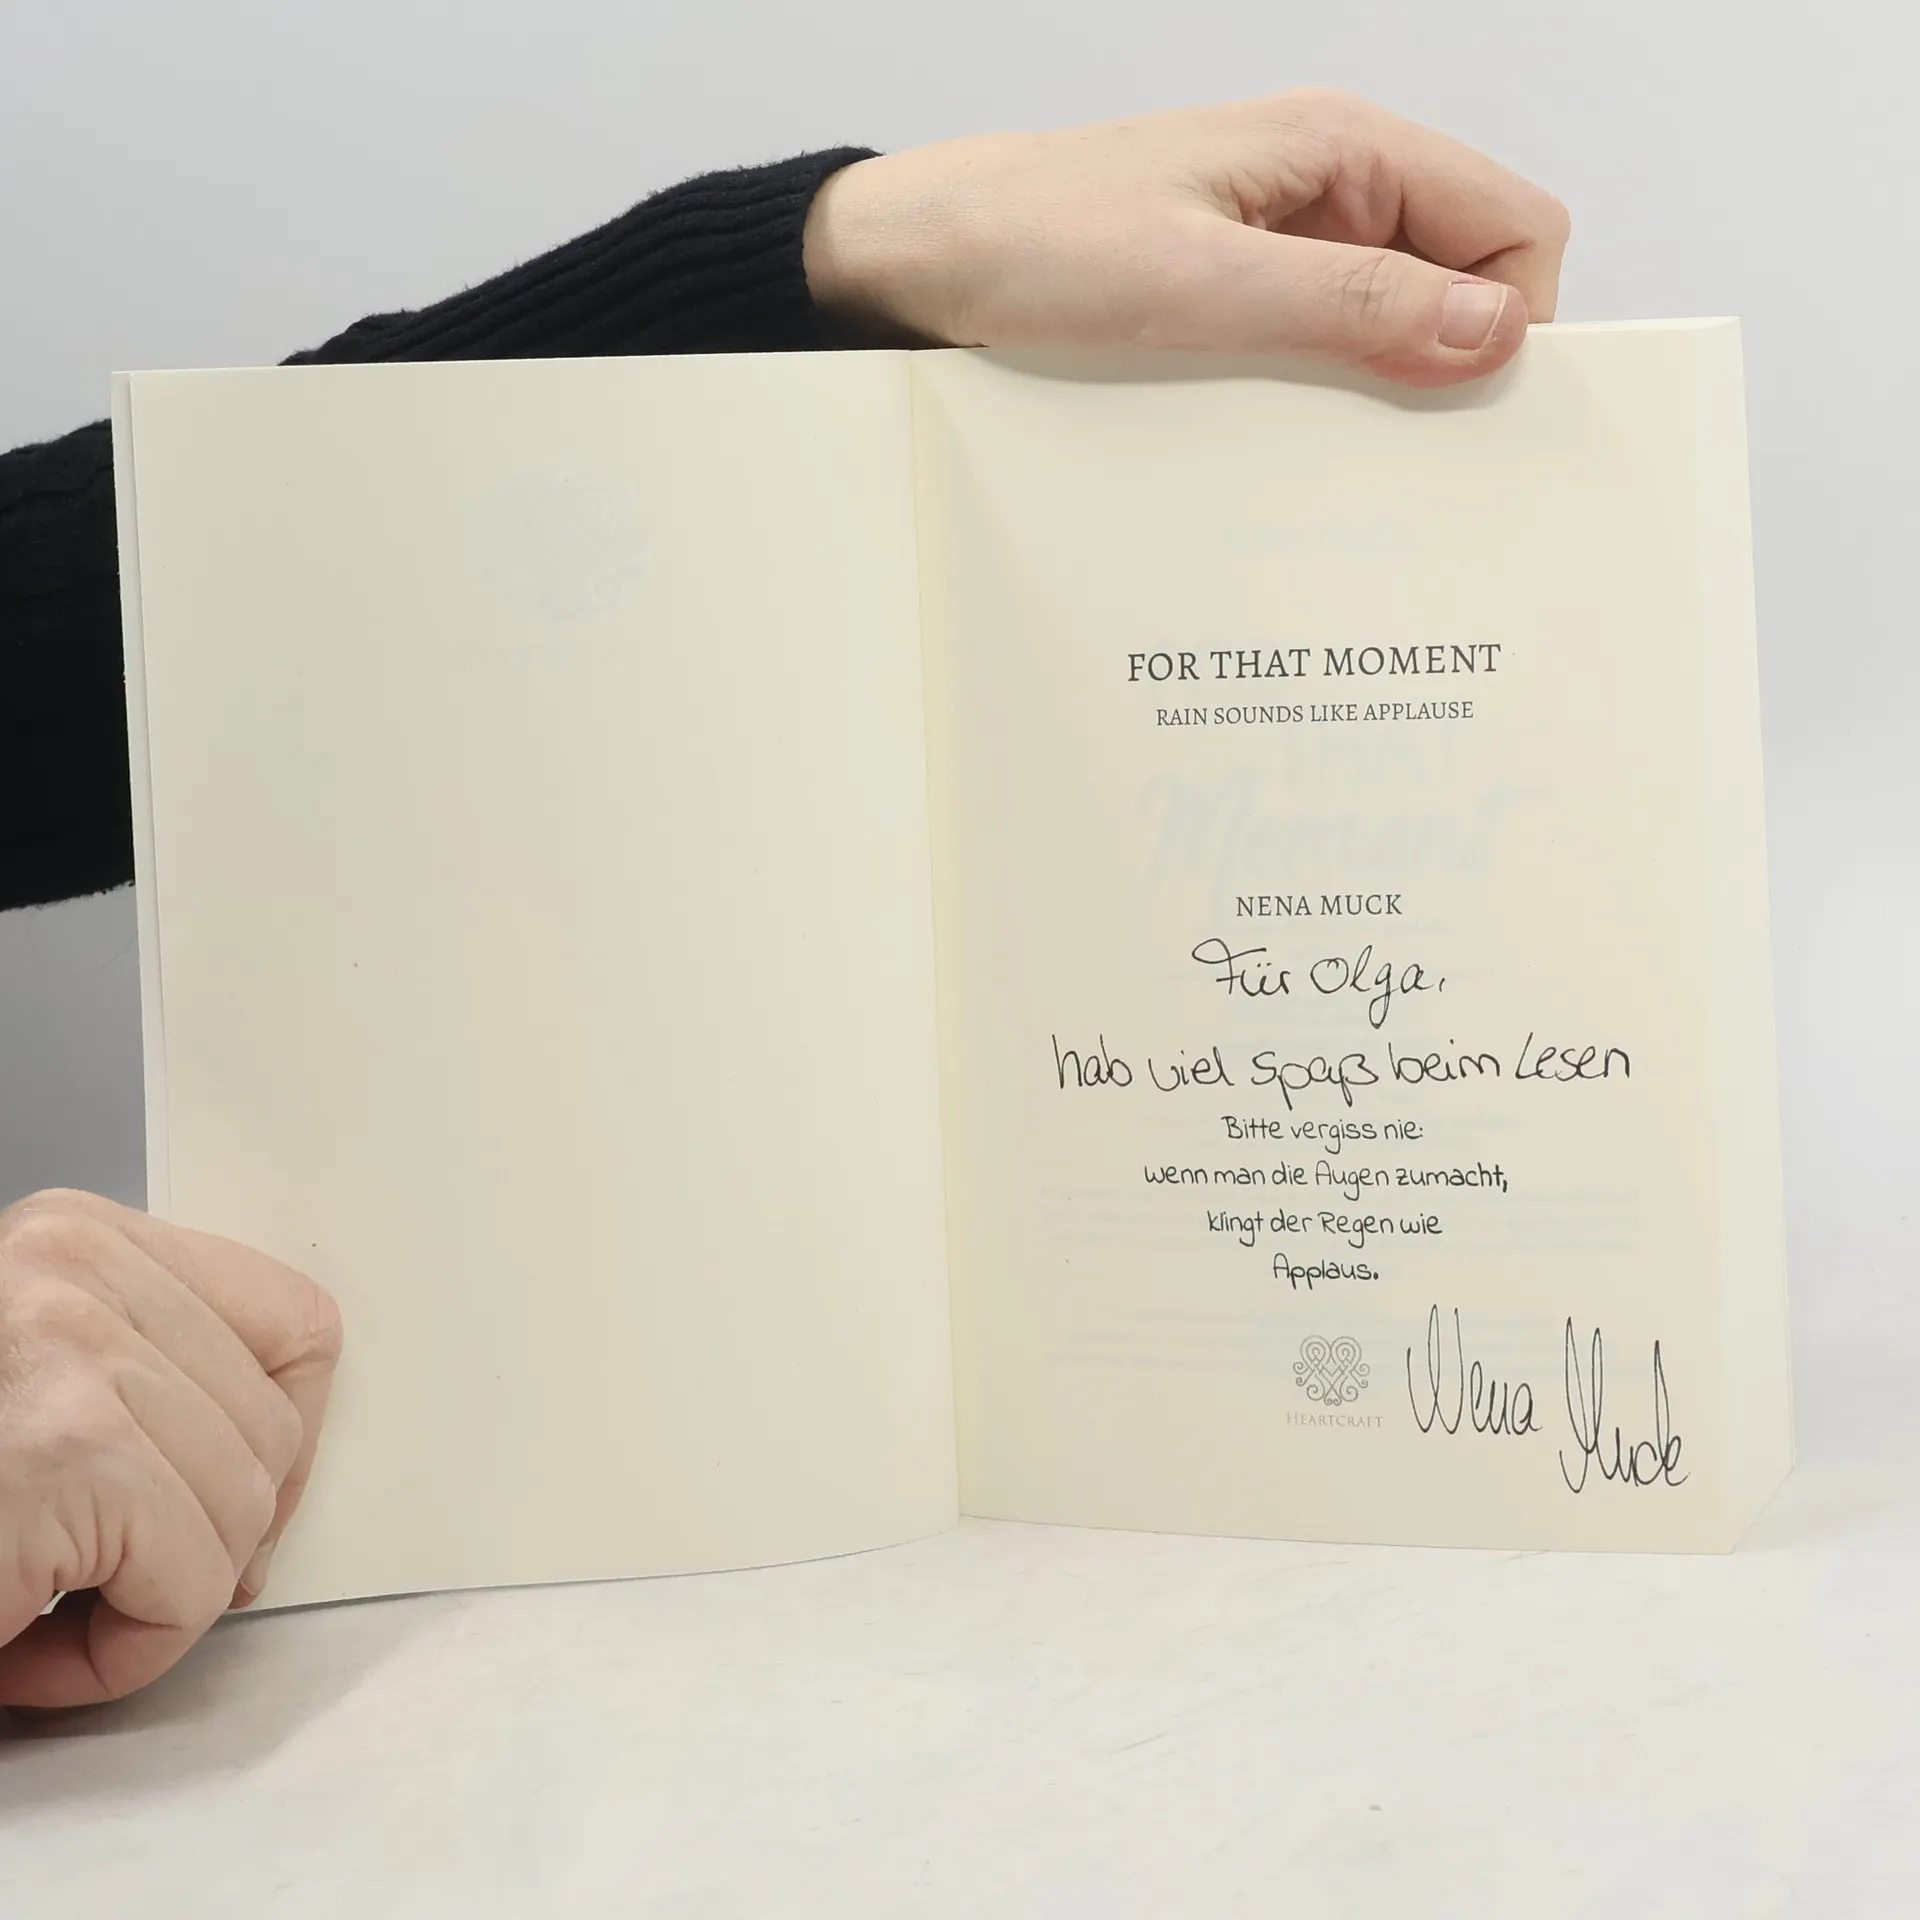 FOR THAT MOMENT
RAIN SOUNDS LIKE APPLAUSE
NENA MUCK
Für Olga,
hab viel Spaß beim Lesen
Bitte vergiss nie:
wenn man die Augen zumacht,
klingt der Regen wie
Applaus.
HEARTCRAFT
Nena Muck